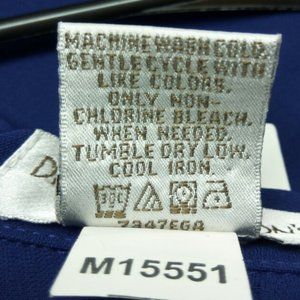 MACHINE WASH COLD.
GENTLE CYCLE WITH
LIKE COLORS.
ONLY NON-
CHLORINE BLEACH.
WHEN NEEDED.
TUMBLE DRY LOW.
COOL IRON.
7347EGA
M15551